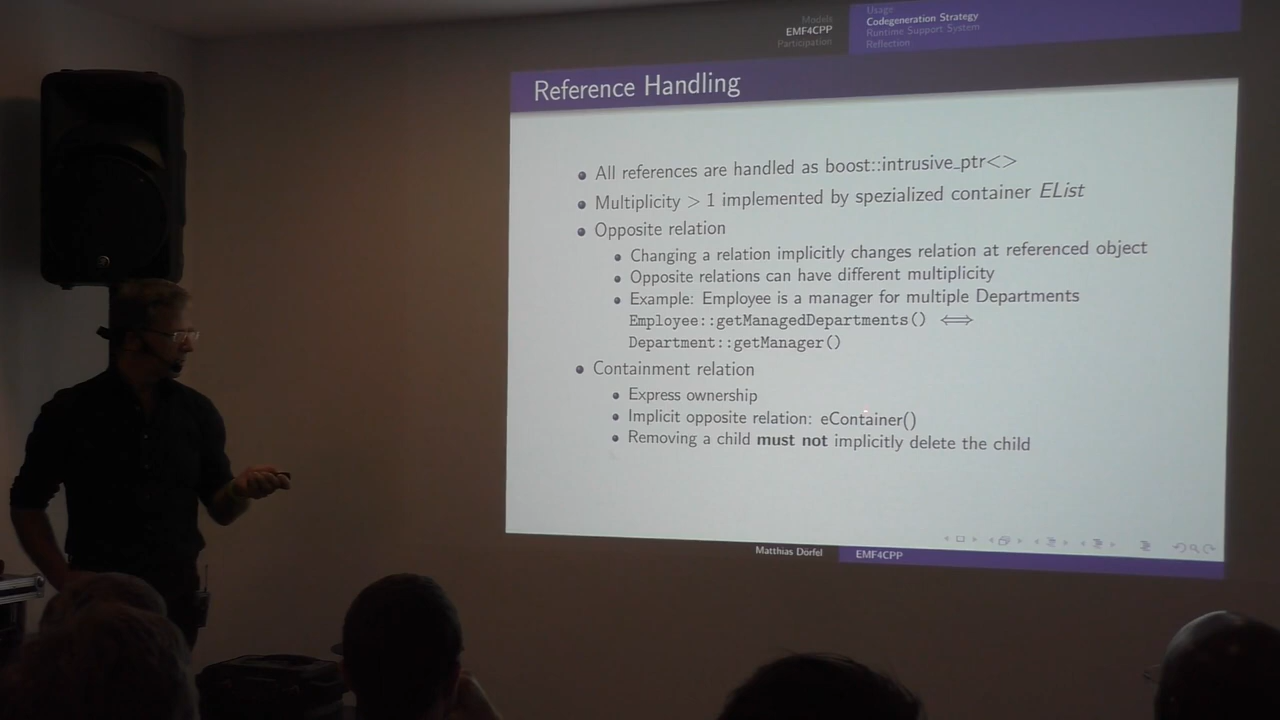 Models
EMF4CPP
Participation
Usage
Codegeneration Strategy
Runtime Support System
Reflection
Reference Handling
All references are handled as boost::intrusive_ptr<>
Multiplicity > 1 implemented by spezialized container EList
Opposite relation
Changing a relation implicitly changes relation at referenced object
Opposite relations can have different multiplicity
Example: Employee is a manager for multiple Departments
Employee::getManagedDepartments() ⟺
Department::getManager()
Containment relation
Express ownership
Implicit opposite relation: eContainer()
Removing a child must not implicitly delete the child
Matthias Dörfel
EMF4CPP